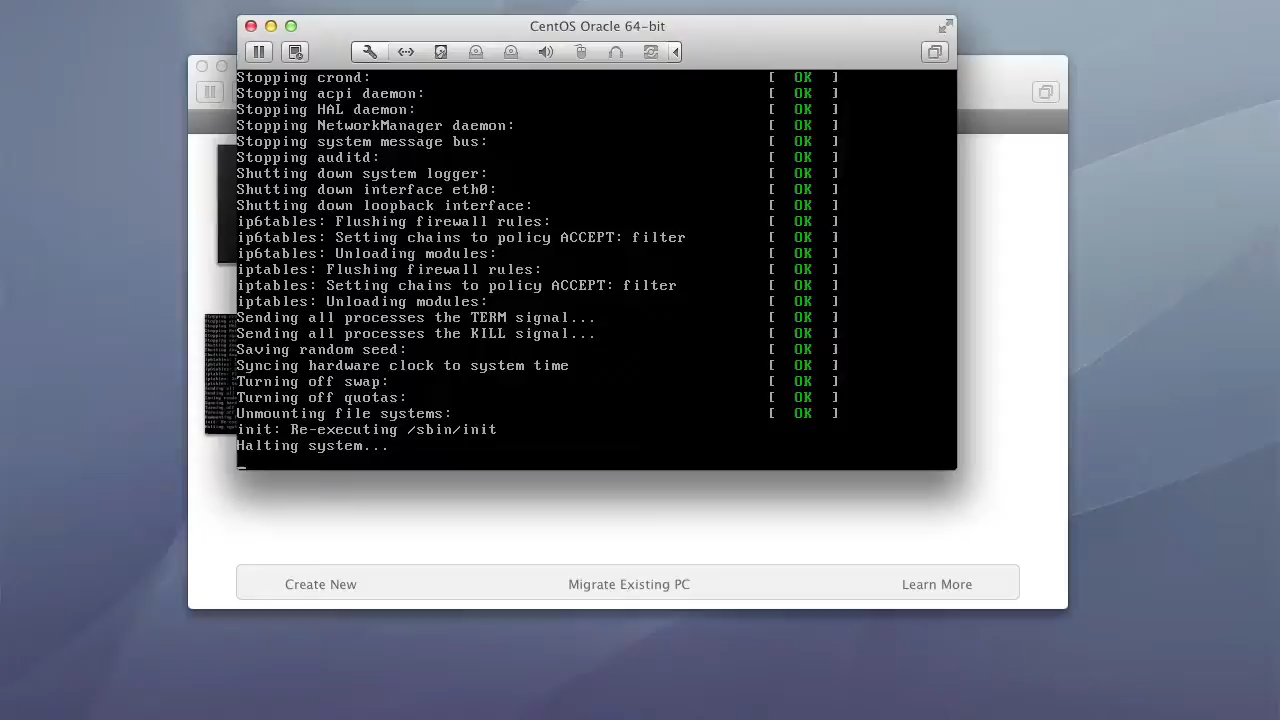 CentOS Oracle 64-bit
Stopping crond: [ OK ]
Stopping acpi daemon: [ OK ]
Stopping HAL daemon: [ OK ]
Stopping NetworkManager daemon: [ OK ]
Stopping system message bus: [ OK ]
Stopping auditd: [ OK ]
Shutting down system logger: [ OK ]
Shutting down interface eth0: [ OK ]
Shutting down loopback interface: [ OK ]
ip6tables: Flushing firewall rules: [ OK ]
ip6tables: Setting chains to policy ACCEPT: filter [ OK ]
ip6tables: Unloading modules: [ OK ]
iptables: Flushing firewall rules: [ OK ]
iptables: Setting chains to policy ACCEPT: filter [ OK ]
iptables: Unloading modules: [ OK ]
Sending all processes the TERM signal... [ OK ]
Sending all processes the KILL signal... [ OK ]
Saving random seed: [ OK ]
Syncing hardware clock to system time [ OK ]
Turning off swap: [ OK ]
Turning off quotas: [ OK ]
Unmounting file systems: [ OK ]
init: Re-executing /sbin/init
Halting system...
Create New
Migrate Existing PC
Learn More